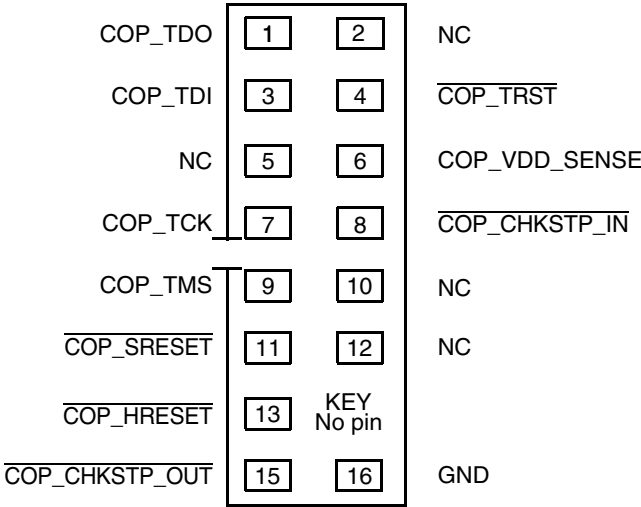 COP_TDO 1 2 NC
COP_TDI 3 4 COP_TRST
NC 5 6 COP_VDD_SENSE
COP_TCK 7 8 COP_CHKSTP_IN
COP_TMS 9 10 NC
COP_SRESET 11 12 NC
COP_HRESET 13 KEY
No pin
COP_CHKSTP_OUT 15 16 GND